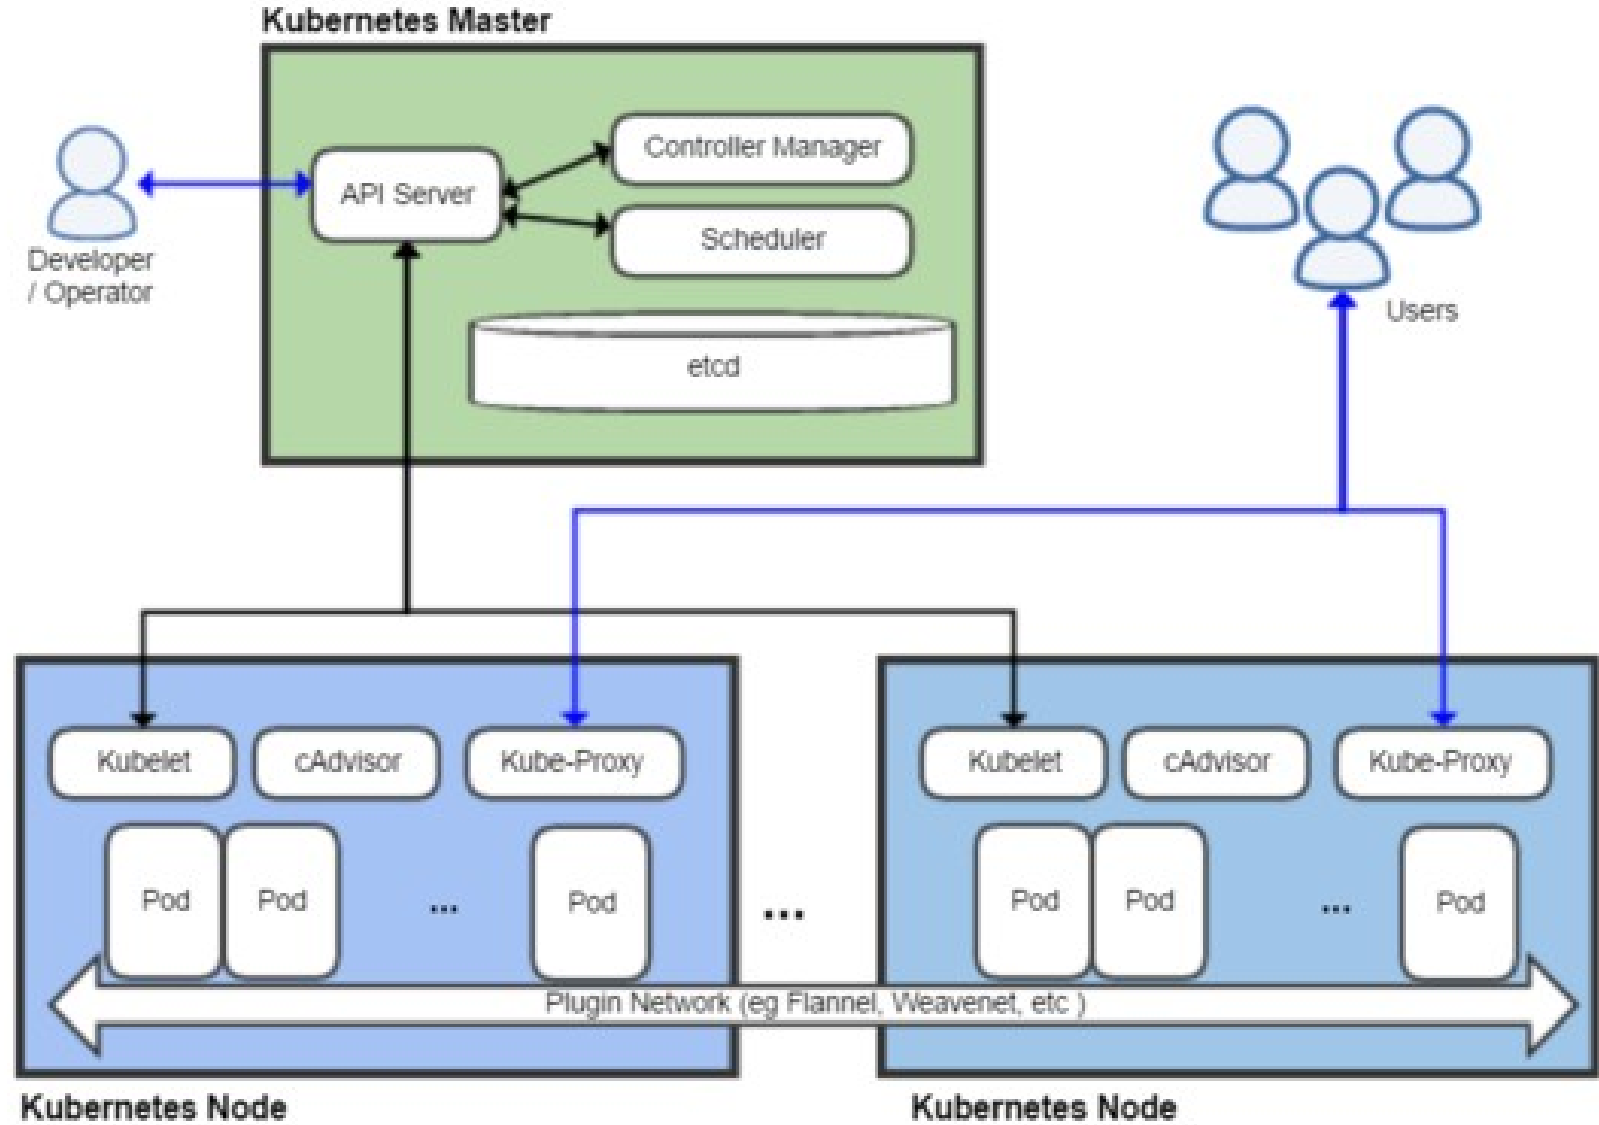 Kubernetes Master
Controller Manager
API Server
Scheduler
Developer
/ Operator
Users
etcd
Kubelet
cAdvisor
Kube-Proxy
Kubelet
cAdvisor
Kube-Proxy
Pod
Pod
...
Pod
...
Pod
Pod
...
Pod
Plugin Network (eg Flannel, Weavenet, etc )
Kubernetes Node
Kubernetes Node